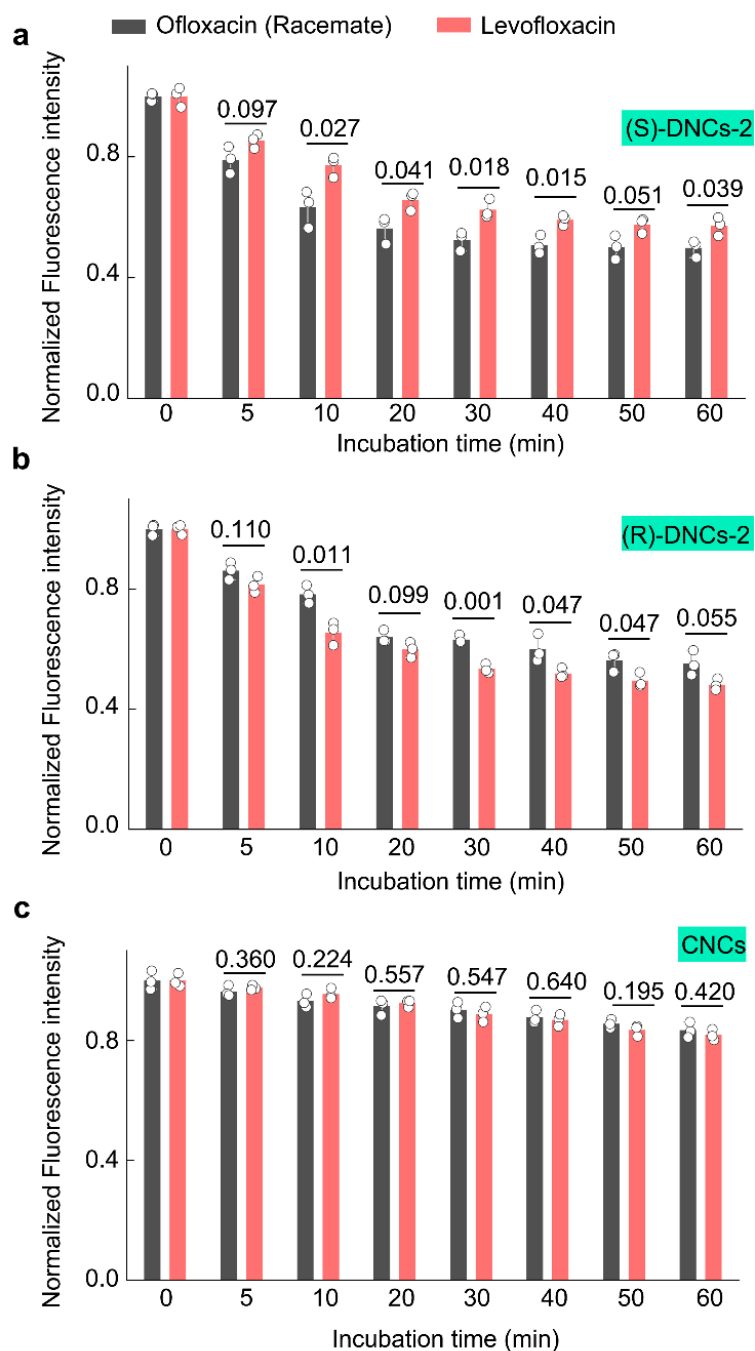 a
Ofloxacin (Racemate) Levofloxacin
Normalized Fluorescence intensity
(S)-DNCs-2
0.097 0.027 0.041 0.018 0.015 0.051 0.039
0.8
0.4
0.0
0 5 10 20 30 40 50 60
Incubation time (min)
b
Normalized Fluorescence intensity
(R)-DNCs-2
0.110 0.011 0.099 0.001 0.047 0.047 0.055
0.8
0.4
0.0
0 5 10 20 30 40 50 60
Incubation time (min)
c
Normalized Fluorescence intensity
CNCs
0.360 0.224 0.557 0.547 0.640 0.195 0.420
0.8
0.4
0.0
0 5 10 20 30 40 50 60
Incubation time (min)